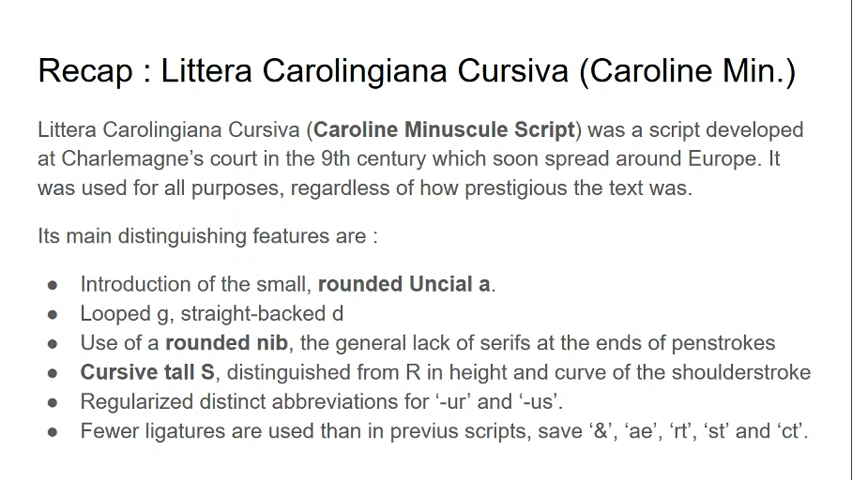 Recap : Littera Carolingiana Cursiva (Caroline Min.)
Littera Carolingiana Cursiva (Caroline Minuscule Script) was a script developed
at Charlemagne’s court in the 9th century which soon spread around Europe. It
was used for all purposes, regardless of how prestigious the text was.
Its main distinguishing features are :
● Introduction of the small, rounded Uncial a.
● Looped g, straight-backed d
● Use of a rounded nib, the general lack of serifs at the ends of penstrokes
● Cursive tall S, distinguished from R in height and curve of the shoulderstroke
● Regularized distinct abbreviations for ‘-ur’ and ‘-us’.
● Fewer ligatures are used than in previus scripts, save ‘&’, ‘ae’, ‘rt’, ‘st’ and ‘ct’.